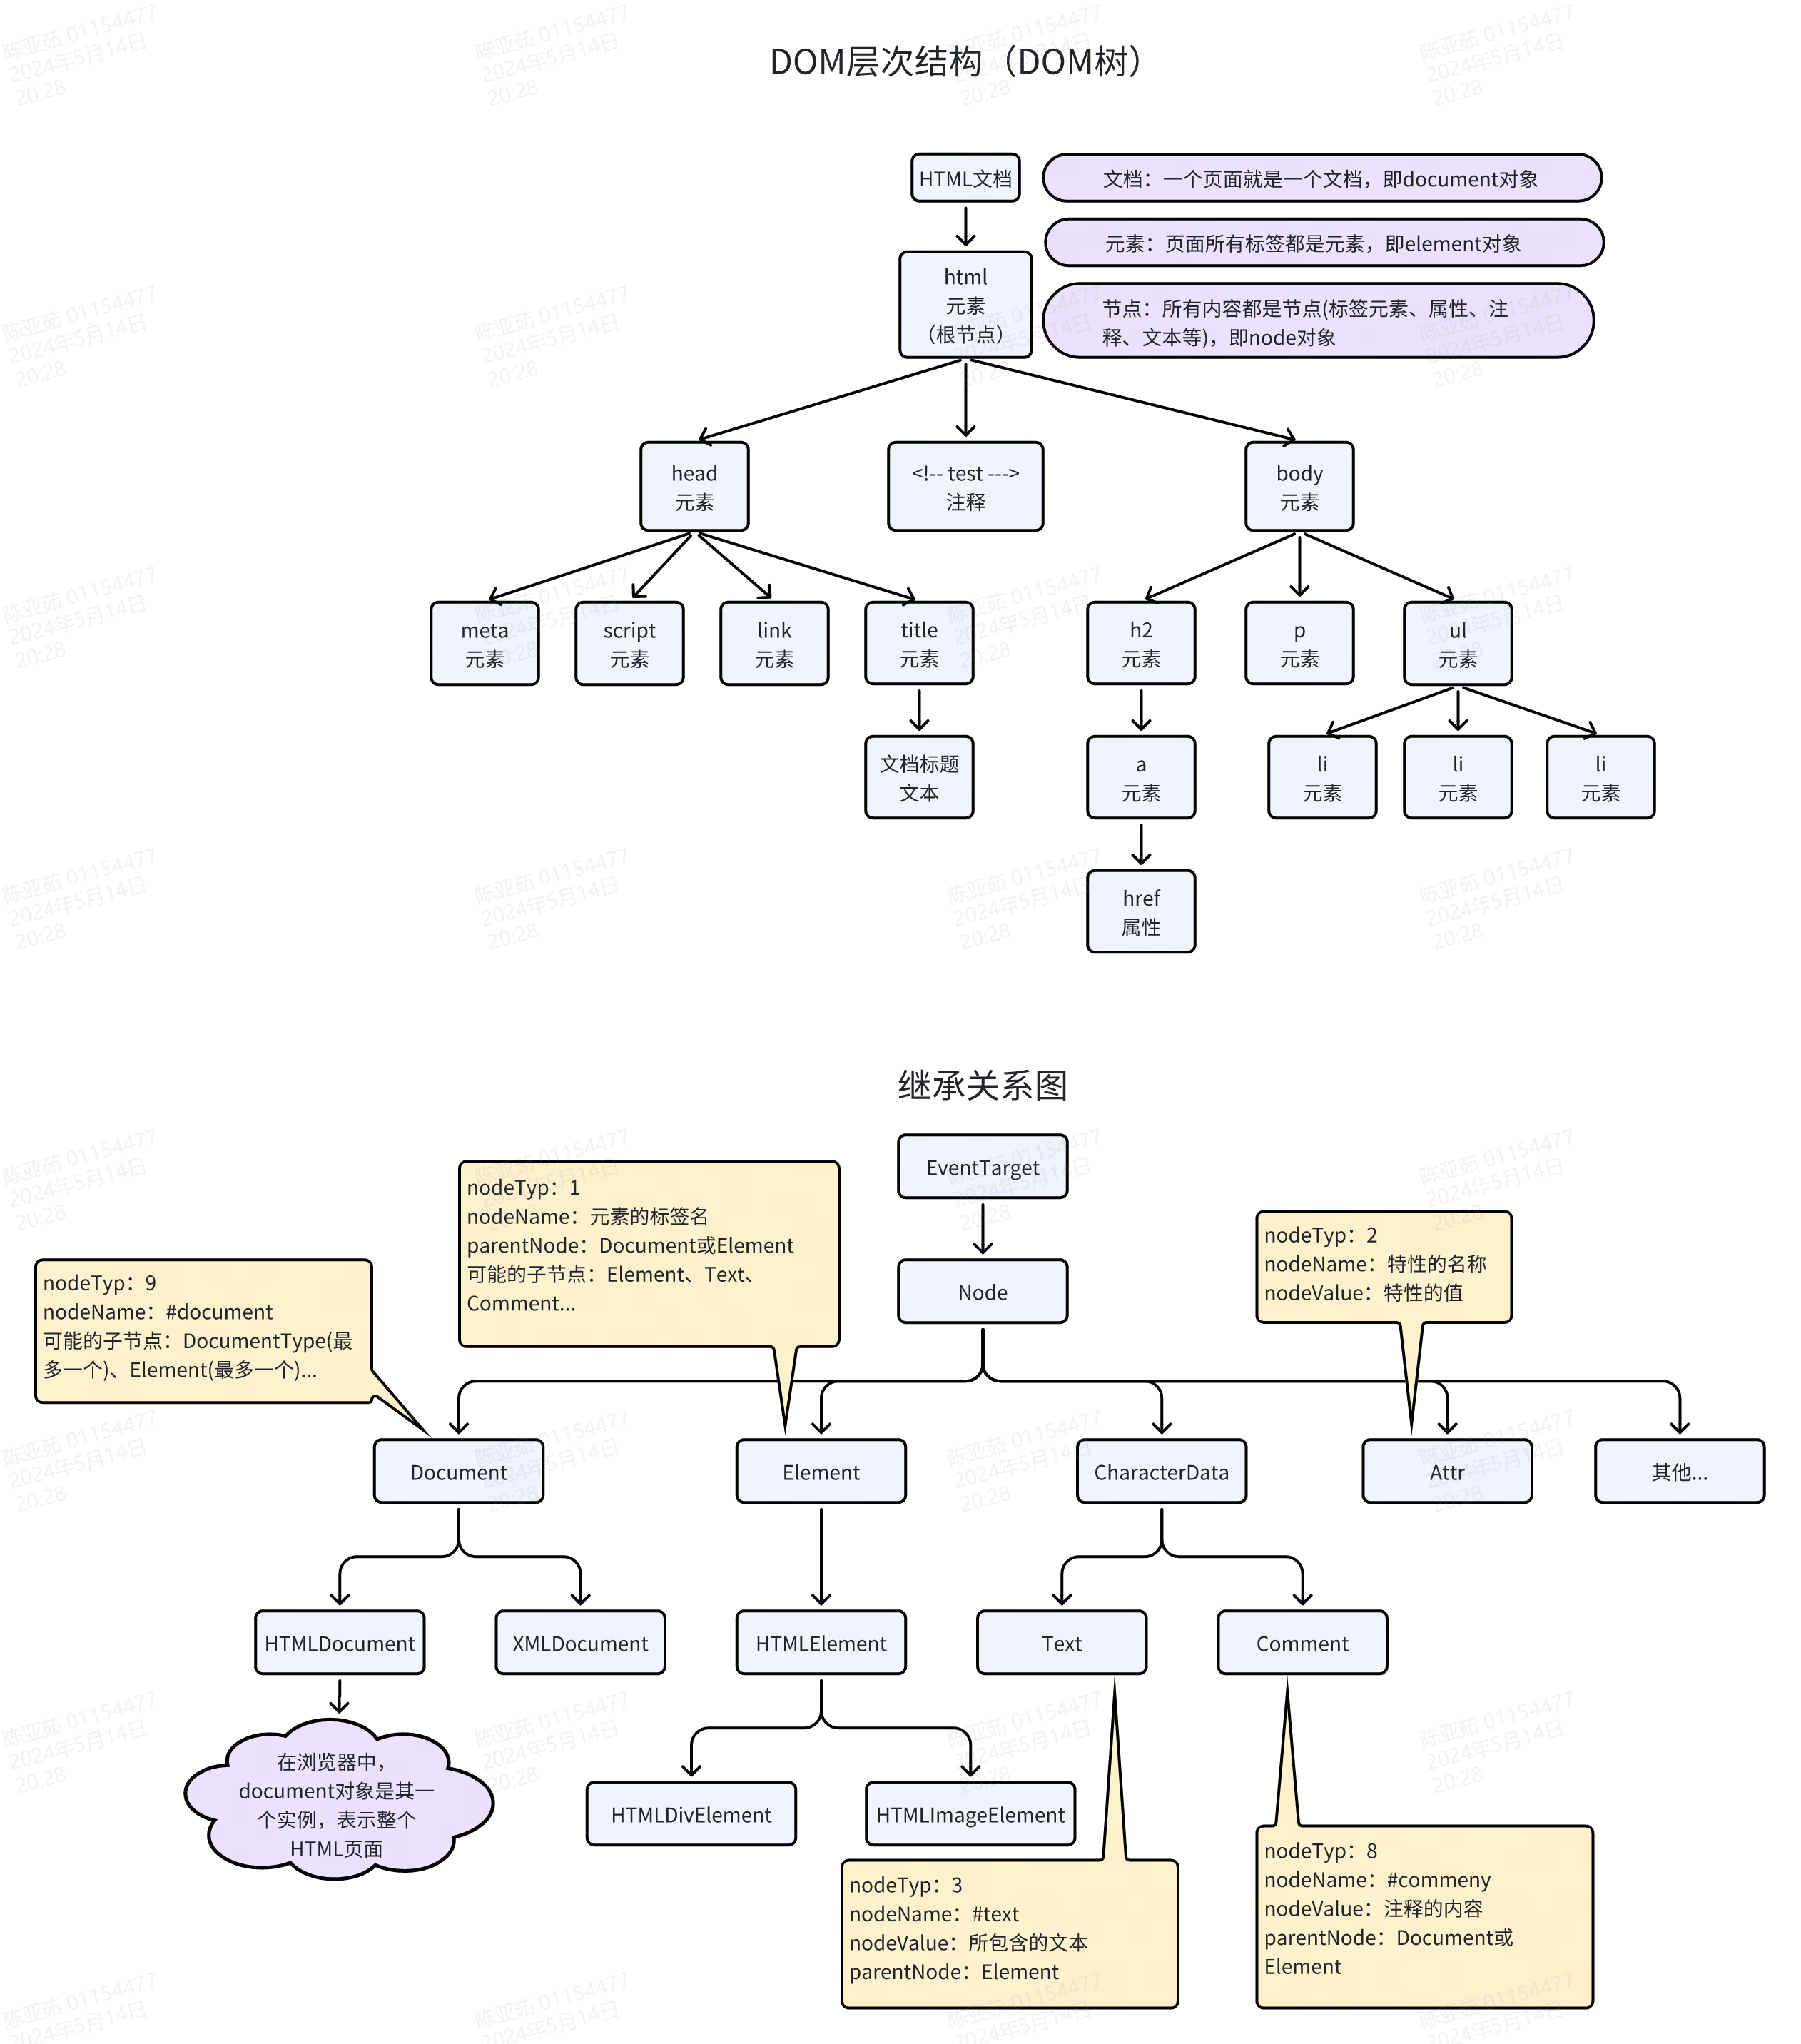 DOM层次结构（DOM树）
HTML文档
文档：一个页面就是一个文档，即document对象
元素：页面所有标签都是元素，即element对象
html
元素
（根节点）
节点：所有内容都是节点(标签元素、属性、注
释、文本等)，即node对象
head
元素
<!-- test --->
注释
body
元素
meta
元素
script
元素
link
元素
title
元素
h2
元素
p
元素
ul
元素
文档标题
文本
a
元素
li
元素
li
元素
li
元素
href
属性
继承关系图
EventTarget
nodeTyp：1
nodeName：元素的标签名
parentNode：Document或Element
可能的子节点：Element、Text、
Comment...
nodeTyp：2
nodeName：特性的名称
nodeValue：特性的值
nodeTyp：9
nodeName：#document
可能的子节点：DocumentType(最
多一个)、Element(最多一个)...
Node
Document
Element
CharacterData
Attr
其他...
HTMLDocument
XMLDocument
HTMLElement
Text
Comment
在浏览器中，
document对象是其一
个实例，表示整个
HTML页面
HTMLDivElement
HTMLImageElement
nodeTyp：3
nodeName：#text
nodeValue：所包含的文本
parentNode：Element
nodeTyp：8
nodeName：#commeny
nodeValue：注释的内容
parentNode：Document或
Element
陈亚茹 01154477
2024年5月14日
20:28